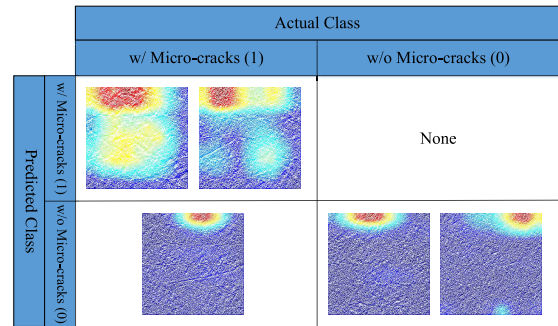 Actual Class
w/ Micro-cracks (1)
w/o Micro-cracks (0)
Predicted Class
w/ Micro-cracks (1)
None
w/o Micro-cracks (0)